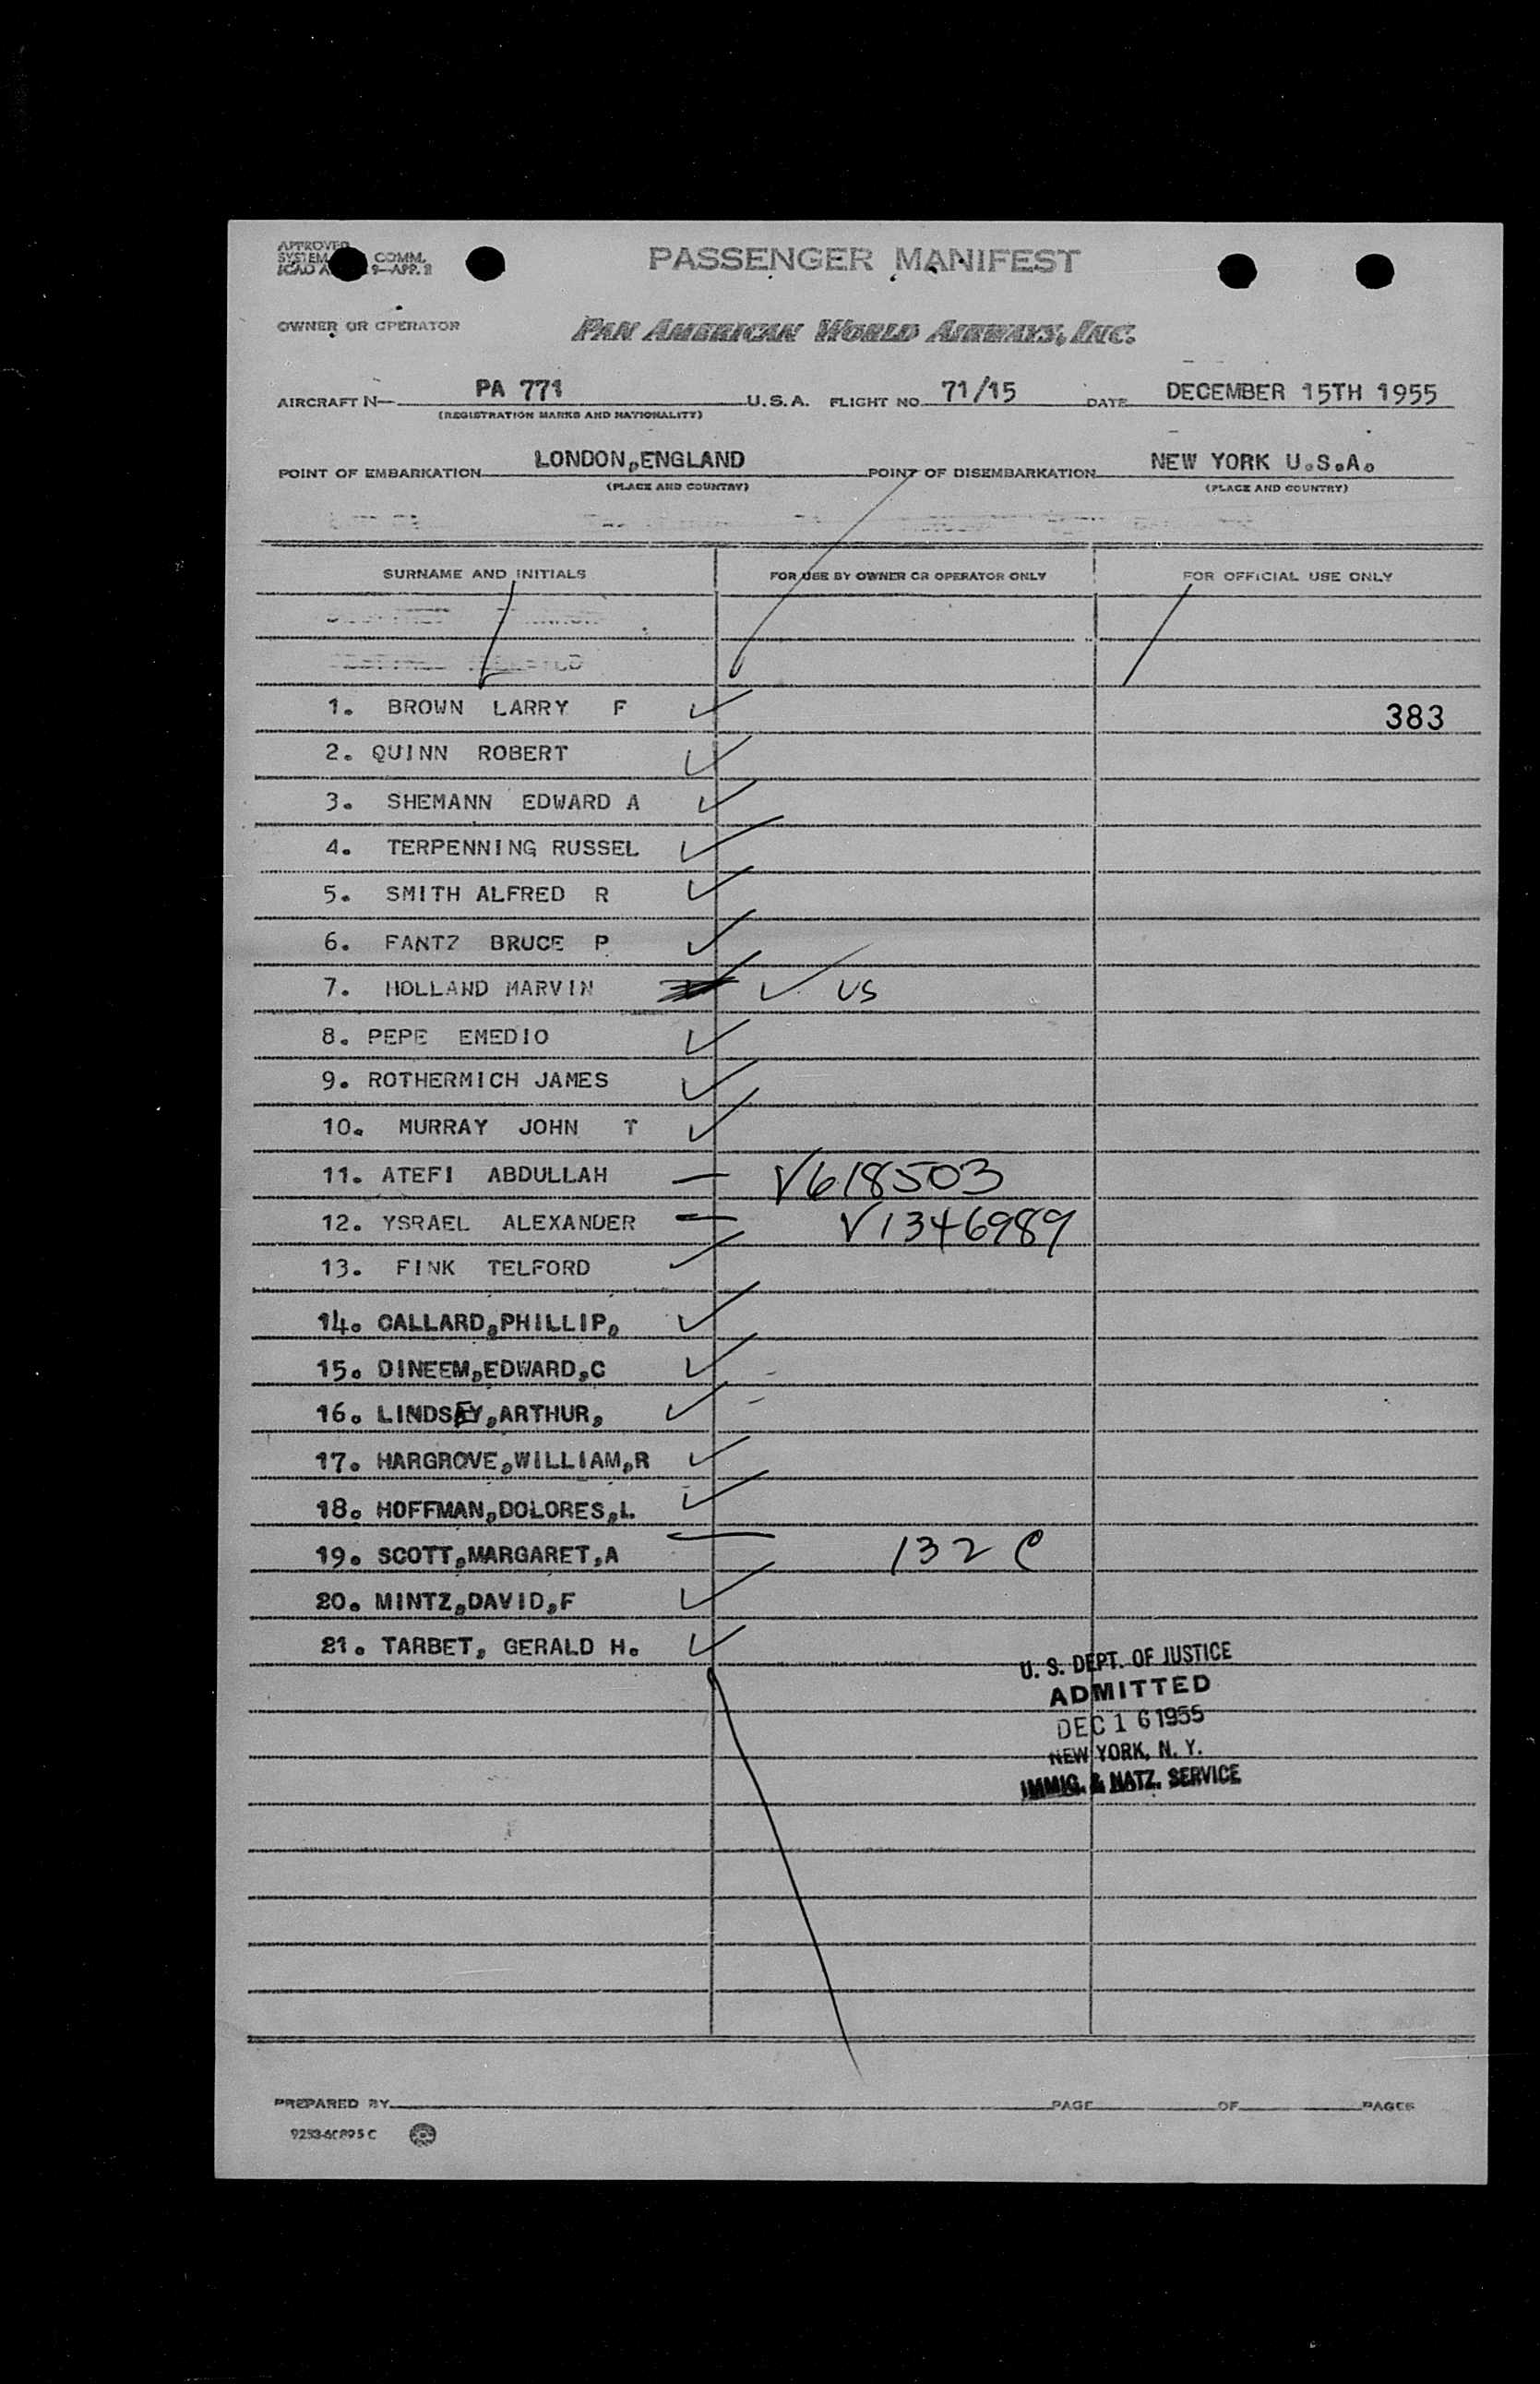 APPROVED
SYSTEM COMM.
ICAO A 9—APP. 2
PASSENGER MANIFEST
OWNER OR OPERATOR
PAN AMERICAN WORLD AIRWAYS, INC.
AIRCRAFT N— PA 771 U.S.A. FLIGHT NO. 71/15 DATE DECEMBER 15TH 1955
(REGISTRATION MARKS AND NATIONALITY)
POINT OF EMBARKATION LONDON,ENGLAND POINT OF DISEMBARKATION NEW YORK U.S.A.
(PLACE AND COUNTRY) (PLACE AND COUNTRY)
SURNAME AND INITIALS FOR USE BY OWNER OR OPERATOR ONLY FOR OFFICIAL USE ONLY
1. BROWN LARRY F 383
2. QUINN ROBERT
3. SHEMANN EDWARD A
4. TERPENNING RUSSEL
5. SMITH ALFRED R
6. FANTZ BRUCE P
7. HOLLAND MARVIN US
8. PEPE EMEDIO
9. ROTHERMICH JAMES
10. MURRAY JOHN T
11. ATEFI ABDULLAH V618503
12. YSRAEL ALEXANDER V1346989
13. FINK TELFORD
14. CALLARD,PHILLIP,
15. DINEEM,EDWARD,C
16. LINDSEY,ARTHUR,
17. HARGROVE,WILLIAM,R
18. HOFFMAN,DOLORES,L.
19. SCOTT,MARGARET,A 132 C
20. MINTZ,DAVID,F
21. TARBET, GERALD H.
U. S. DEPT. OF JUSTICE
ADMITTED
DEC 16 1955
NEW YORK, N. Y.
IMMIG. & NATZ. SERVICE
PREPARED BY PAGE OF PAGES